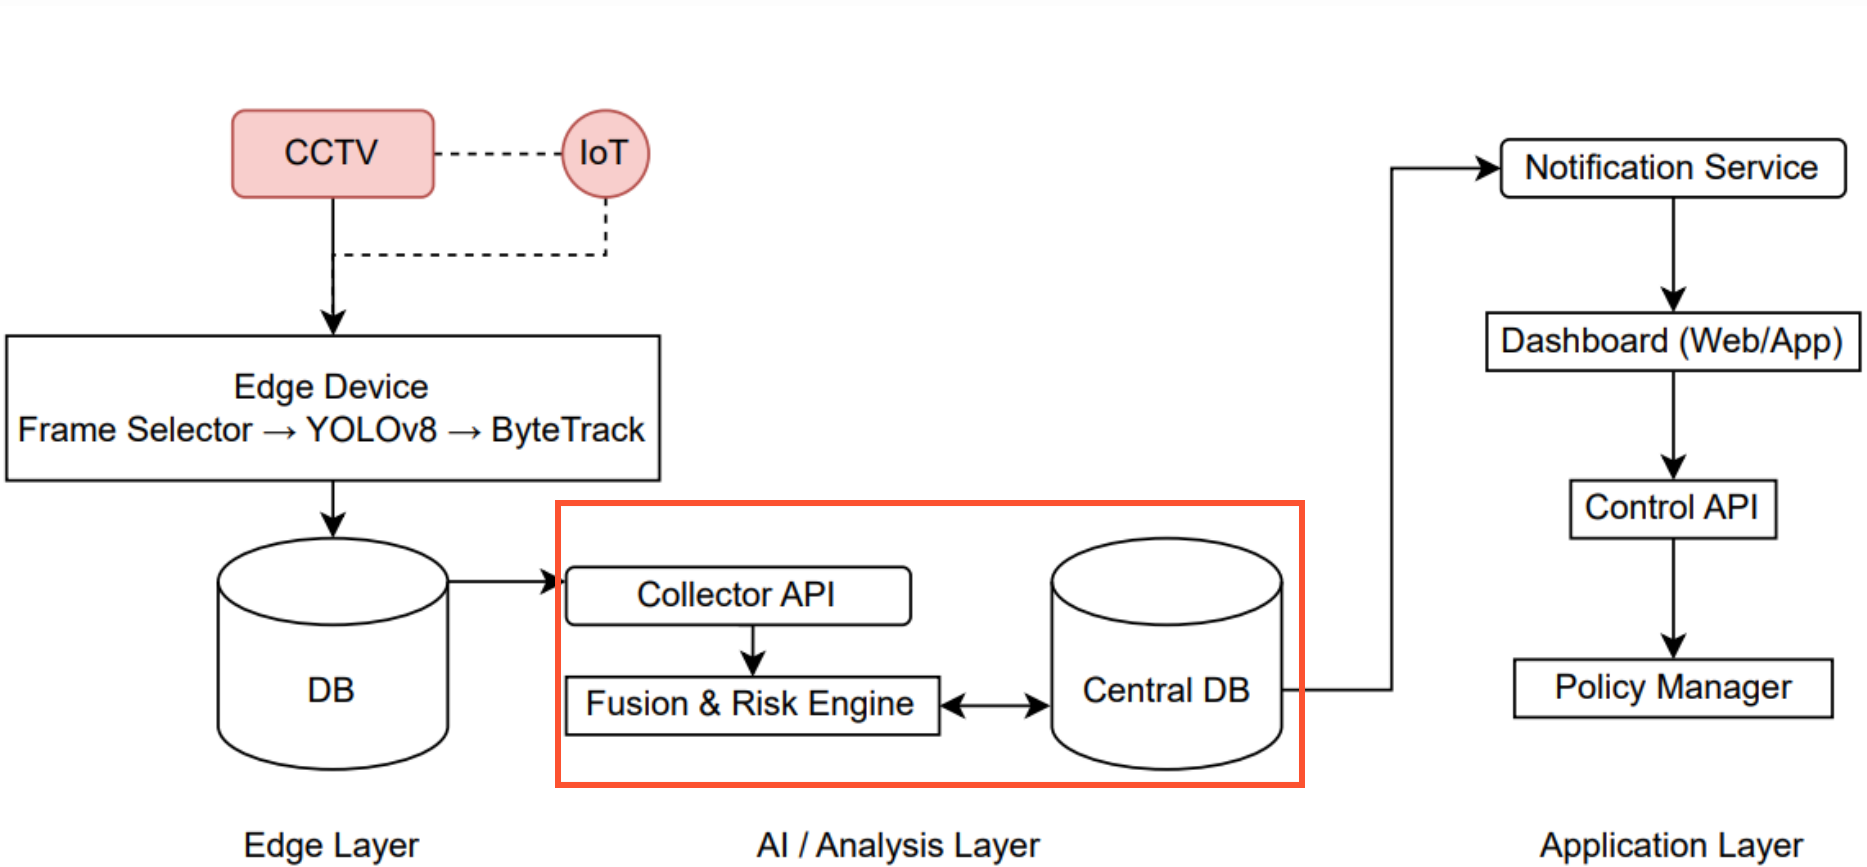 CCTV
IoT
Notification Service
Dashboard (Web/App)
Edge Device
Frame Selector → YOLOv8 → ByteTrack
Control API
Collector API
DB
Fusion & Risk Engine
Central DB
Policy Manager
Edge Layer
AI / Analysis Layer
Application Layer